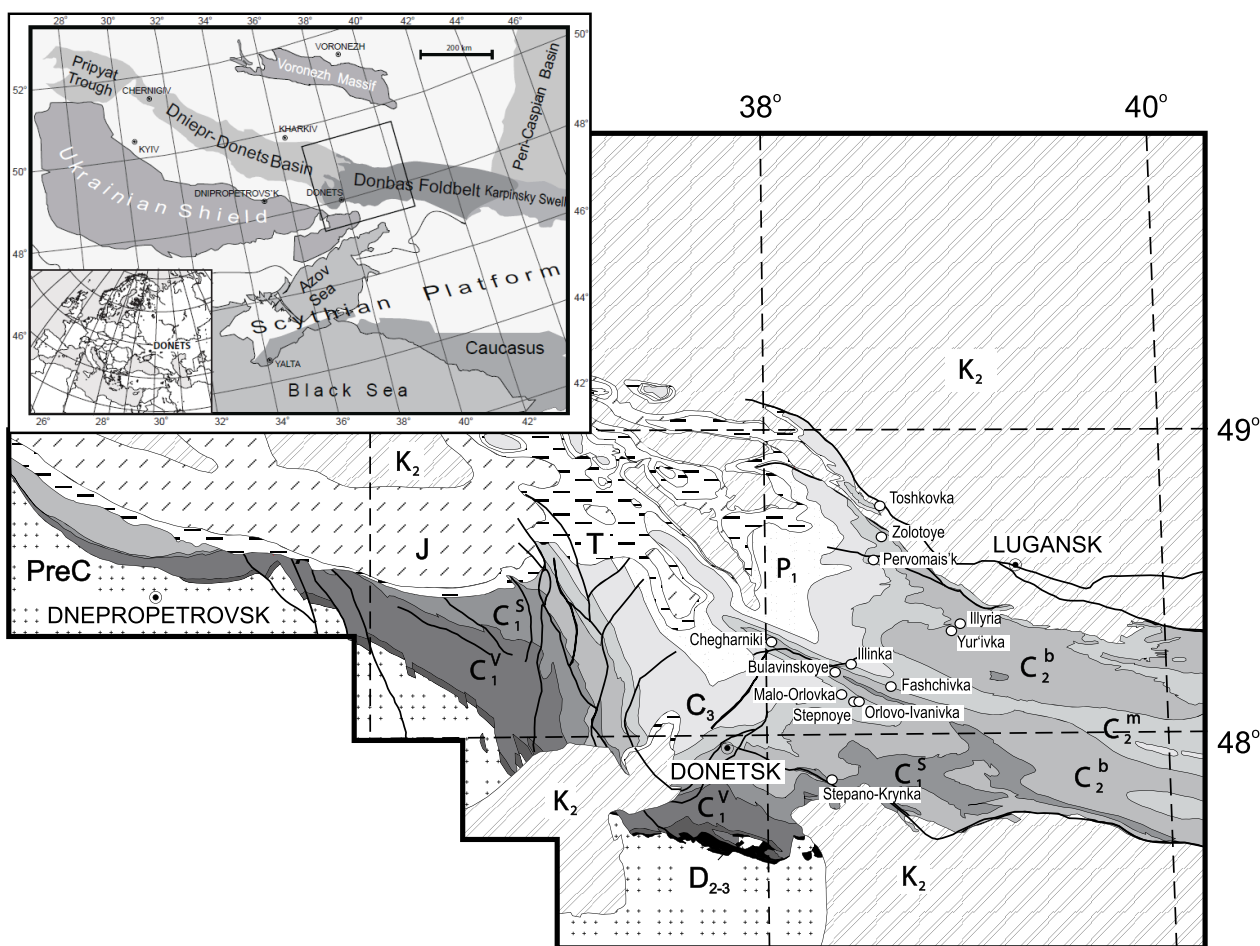 28°
30°
32°
34°
36°
38°
40°
42°
44°
46°
50°
VORONEZH
200 km
Voronezh Massif
Pripyat
Trough
CHERNIGIV
52°
Peri-Caspian Basin
48°
KYIV
KHARKIV
Dniepr-Donets Basin
50°
Ukrainian Shield
DNIPROPETROVS'K
DONETS
Donbas Foldbelt
Karpinsky Swell
46°
48°
Azov
Sea
Scythian Platform
44°
46°
DONETS
Caucasus
YALTA
Black Sea
42°
26°
28°
30°
32°
34°
36°
38°
40°
42°
38°
40°
K₂
49°
K₂
Toshkovka
Zolotoye
LUGANSK
J
T
P₁
Pervomais'k
PreC
DNEPROPETROVSK
C₁ˢ
Illyria
Yur'ivka
Chegharniki
Illinka
Bulavinskoye
C₁ⱽ
C₂ᵇ
Fashchivka
Malo-Orlovka
C₃
Orlovo-Ivanivka
Stepnoye
C₂ᵐ
48°
DONETSK
C₁ˢ
C₂ᵇ
Stepano-Krynka
K₂
C₁ⱽ
D₂₋₃
K₂